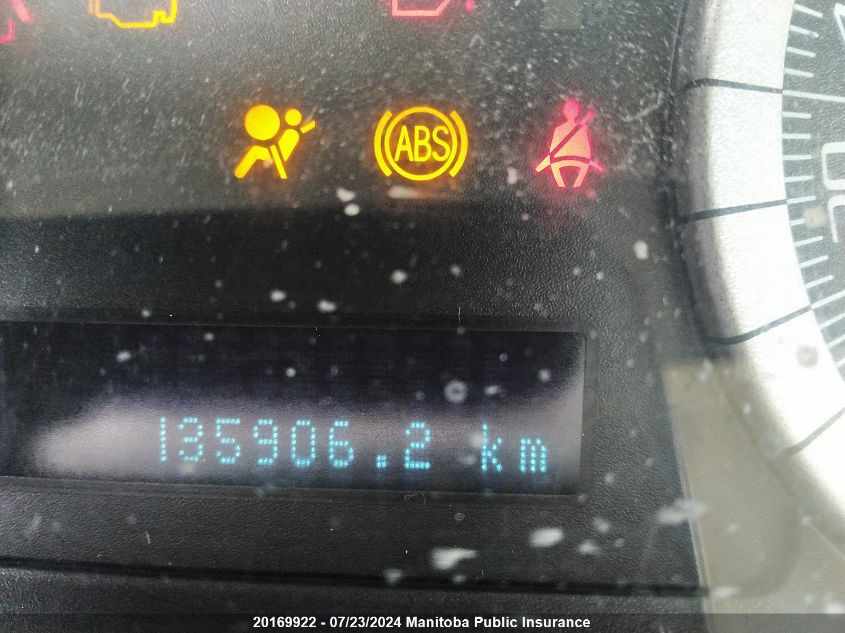 ABS
135906.2 km
20169922 - 07/23/2024 Manitoba Public Insurance